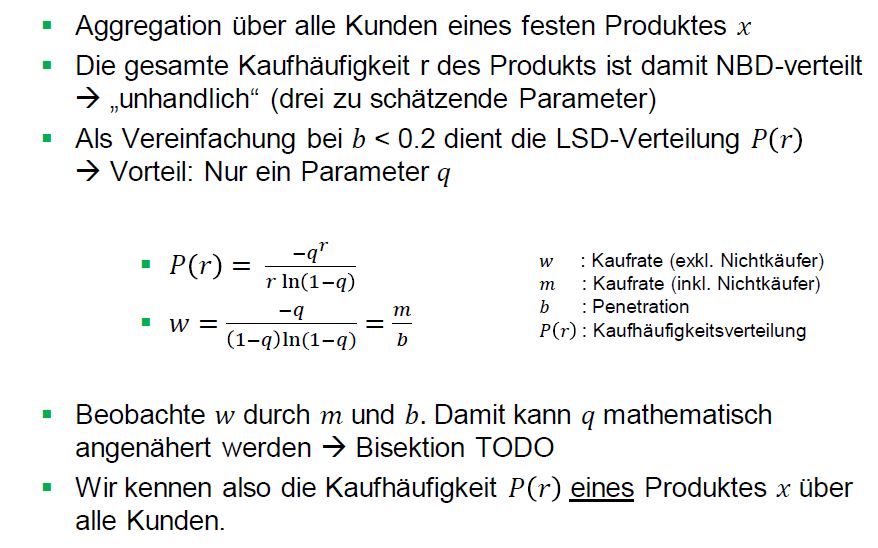 ▪ Aggregation über alle Kunden eines festen Produktes 𝑥
▪ Die gesamte Kaufhäufigkeit r des Produkts ist damit NBD-verteilt
→ „unhandlich“ (drei zu schätzende Parameter)
▪ Als Vereinfachung bei 𝑏 < 0.2 dient die LSD-Verteilung 𝑃(𝑟)
→ Vorteil: Nur ein Parameter 𝑞
▪ 𝑃(𝑟) = −𝑞^𝑟 / (𝑟 ln(1−𝑞))
▪ 𝑤 = −𝑞 / ((1−𝑞)ln(1−𝑞)) = 𝑚/𝑏
𝑤 : Kaufrate (exkl. Nichtkäufer)
𝑚 : Kaufrate (inkl. Nichtkäufer)
𝑏 : Penetration
𝑃(𝑟) : Kaufhäufigkeitsverteilung
▪ Beobachte 𝑤 durch 𝑚 und 𝑏. Damit kann 𝑞 mathematisch
angenähert werden → Bisektion TODO
▪ Wir kennen also die Kaufhäufigkeit 𝑃(𝑟) eines Produktes 𝑥 über
alle Kunden.